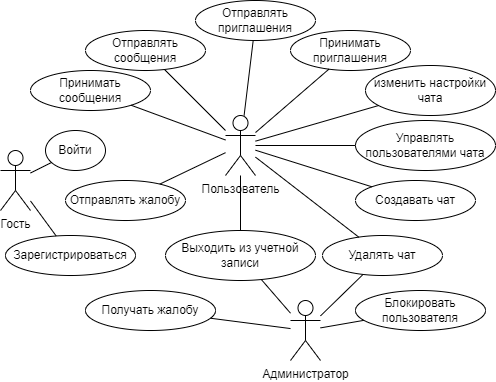 Отправлять
приглашения
Отправлять
сообщения
Принимать
приглашения
Принимать
сообщения
изменить настройки
чата
Войти
Управлять
пользователями чата
Пользователь
Отправлять жалобу
Создавать чат
Гость
Зарегистрироваться
Выходить из учетной
записи
Удалять чат
Получать жалобу
Блокировать
пользователя
Администратор